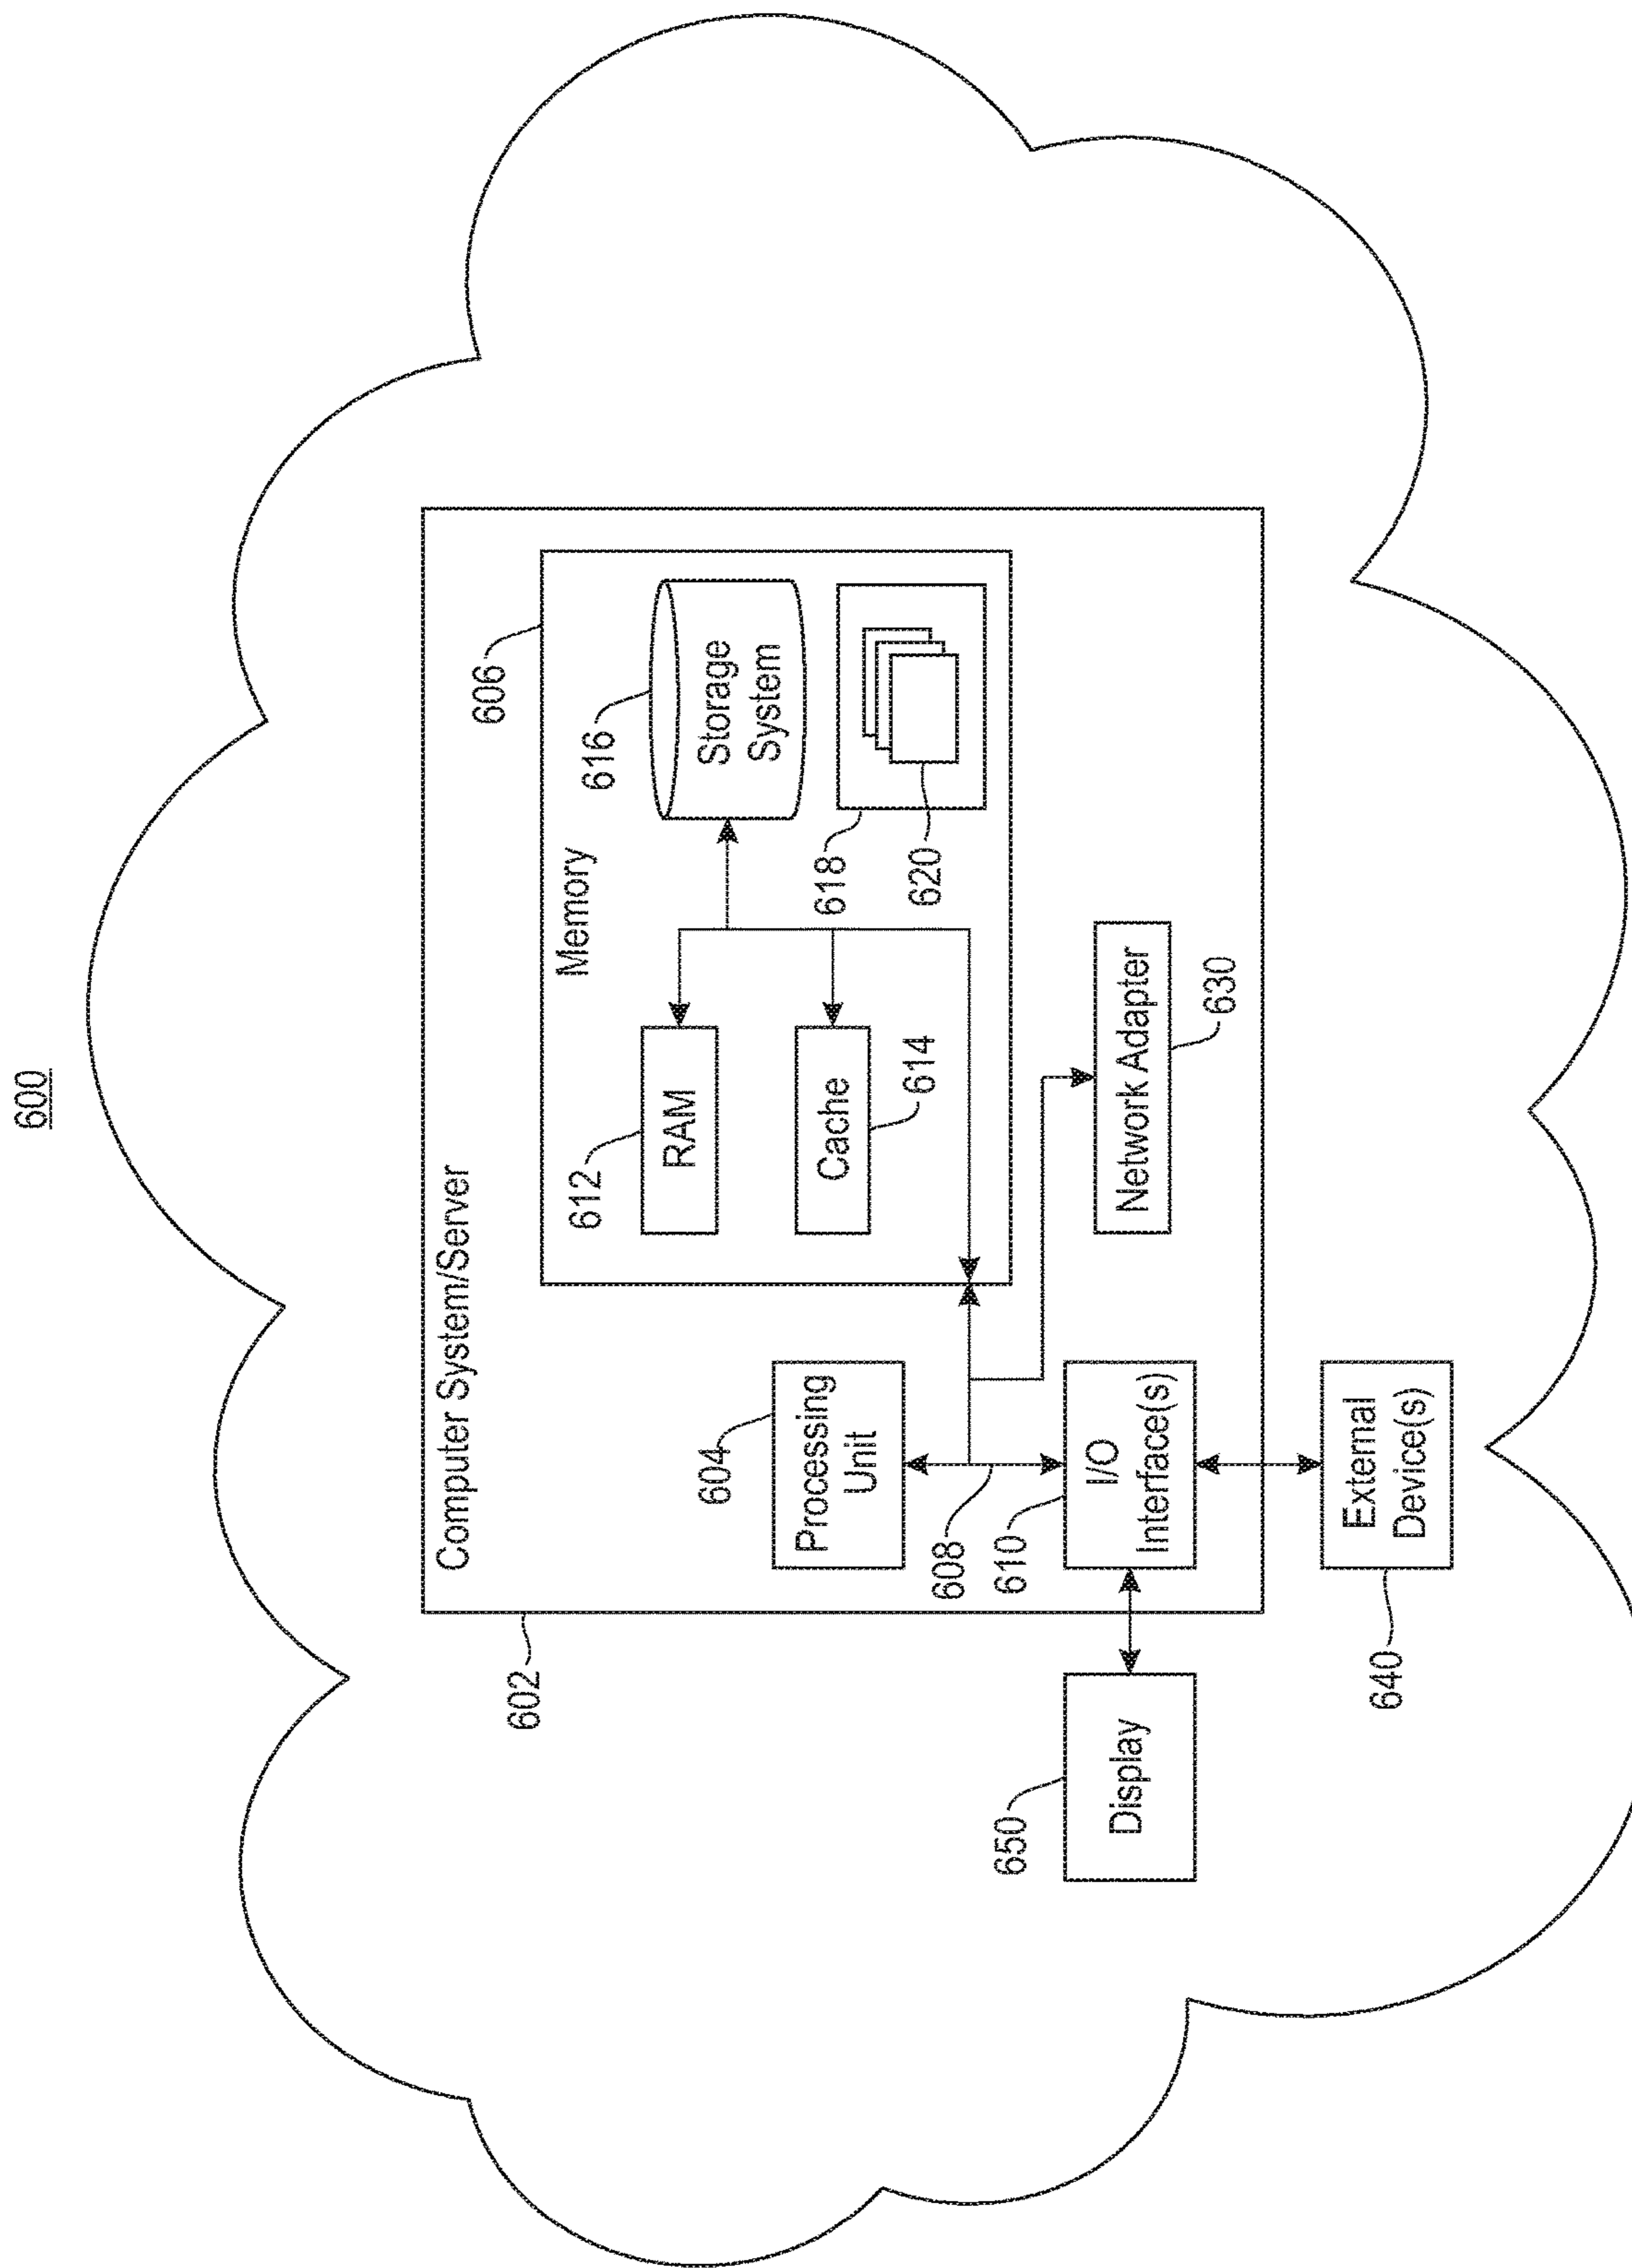 600
Computer System/Server
602
606
Memory
612
RAM
616
Storage
System
604
Processing
Unit
Cache
614
618
620
608
610
I/O
Interface(s)
Network Adapter
630
650
Display
External
Device(s)
640